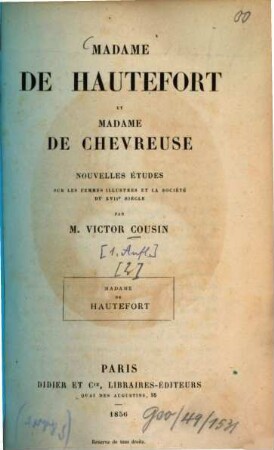 MADAME
DE HAUTEFORT
ET
MADAME
DE CHEVREUSE
NOUVELLES ÉTUDES
SUR LES FEMMES ILLUSTRES ET LA SOCIÉTÉ
DU XVIIe SIÈCLE
PAR
M. VICTOR COUSIN
[1. Aufl.]
[2]
MADAME
DE
HAUTEFORT
PARIS
DIDIER ET Cie, LIBRAIRES-ÉDITEURS
QUAI DES AUGUSTINS, 35
1856
Réserve de tous droits.